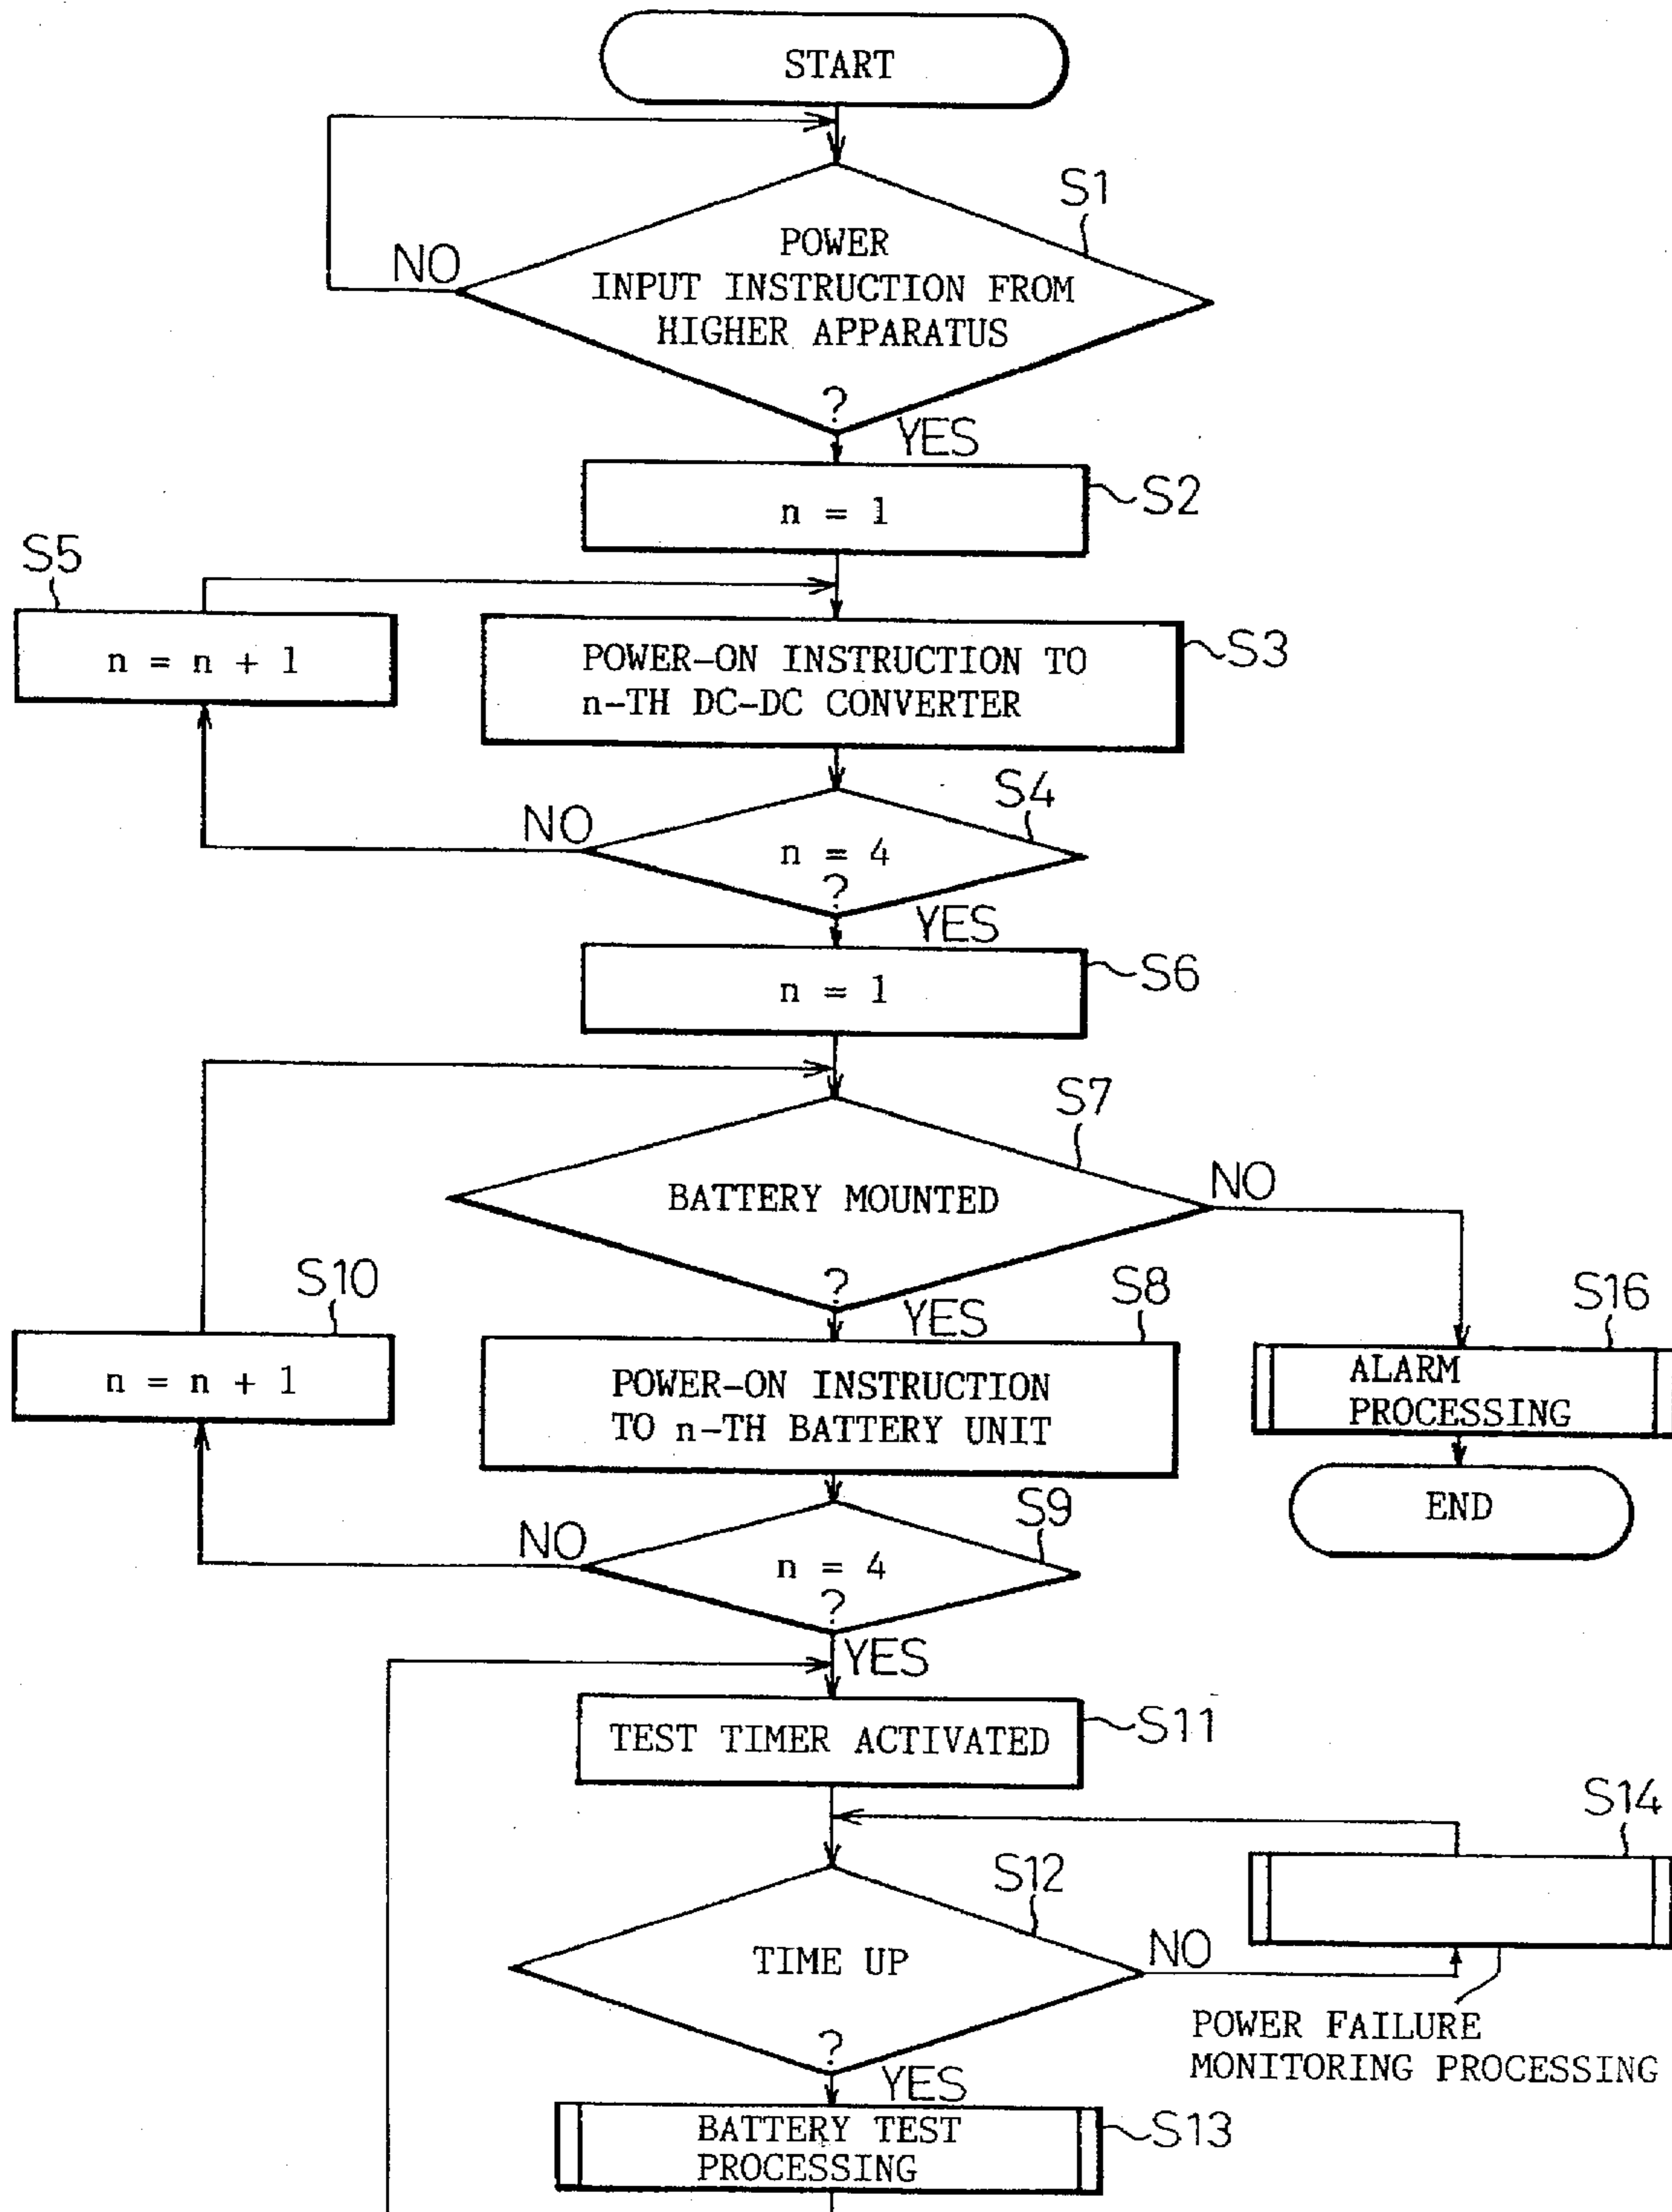 START
S1
NO
POWER
INPUT INSTRUCTION FROM
HIGHER APPARATUS
?
YES
n = 1
S2
S5
n = n + 1
POWER-ON INSTRUCTION TO
n-TH DC-DC CONVERTER
S3
S4
NO
n = 4
?
YES
n = 1
S6
S7
BATTERY MOUNTED
NO
?
YES
S10
n = n + 1
S8
POWER-ON INSTRUCTION
TO n-TH BATTERY UNIT
S16
ALARM
PROCESSING
END
S9
NO
n = 4
?
YES
TEST TIMER ACTIVATED
S11
S14
S12
TIME UP
NO
?
YES
POWER FAILURE
MONITORING PROCESSING
BATTERY TEST
PROCESSING
S13